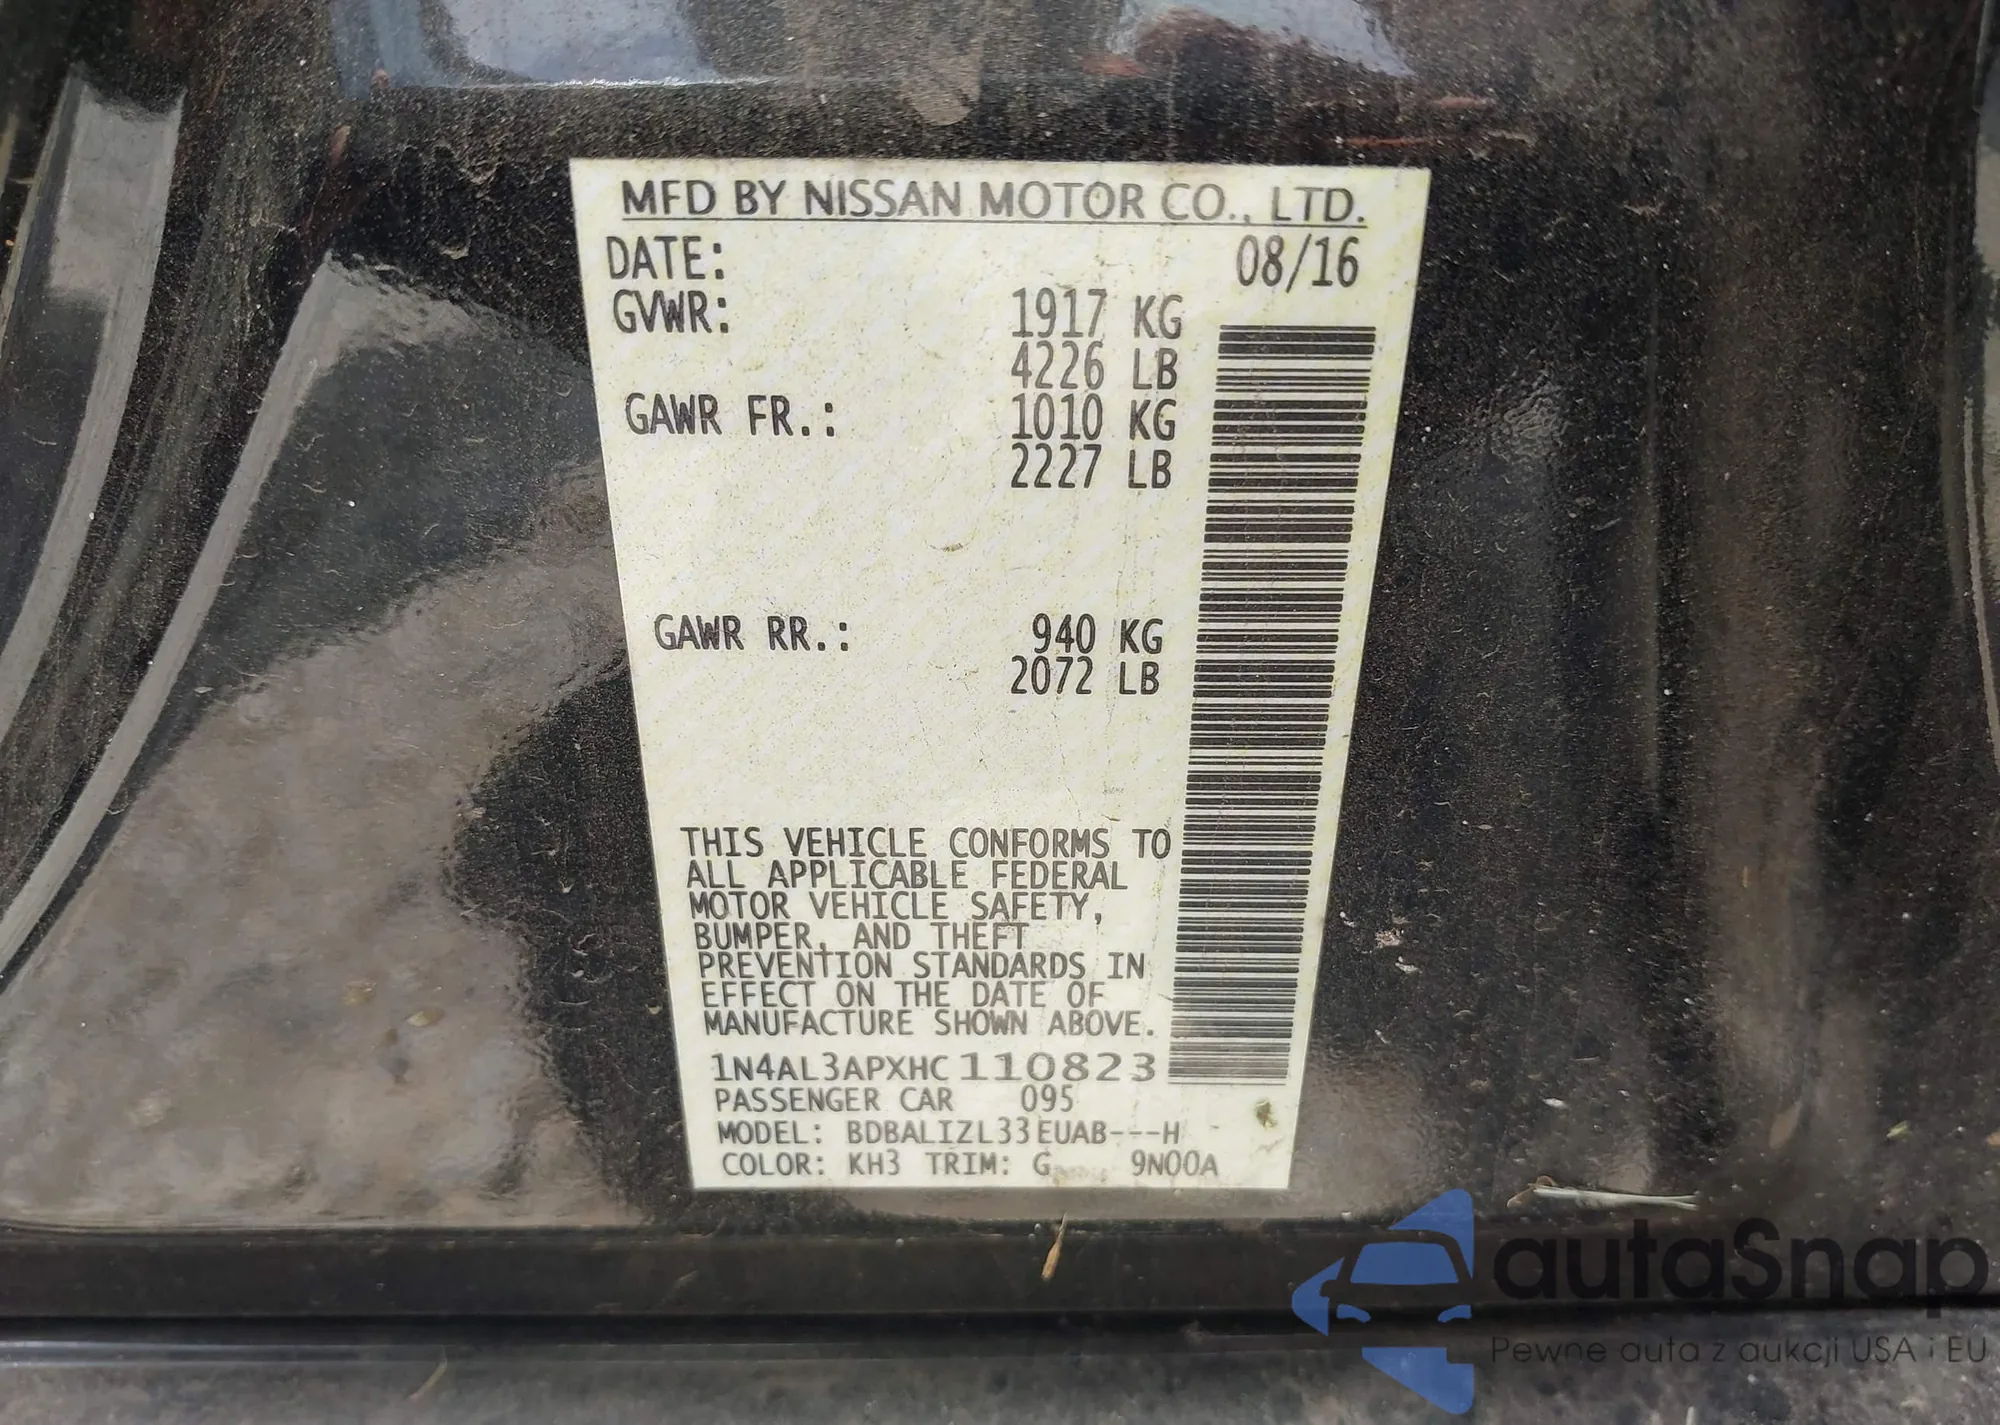 MFD BY NISSAN MOTOR CO., LTD.
DATE: 08/16
GVWR: 1917 KG
4226 LB
GAWR FR.: 1010 KG
2227 LB
GAWR RR.: 940 KG
2072 LB
THIS VEHICLE CONFORMS TO
ALL APPLICABLE FEDERAL
MOTOR VEHICLE SAFETY,
BUMPER, AND THEFT
PREVENTION STANDARDS IN
EFFECT ON THE DATE OF
MANUFACTURE SHOWN ABOVE.
1N4AL3APXHC110823
PASSENGER CAR 095
MODEL: BDBALIZL33EUAB---H
COLOR: KH3 TRIM: G 9N00A
autaSnap
Pewne auta z aukcji USA i EU